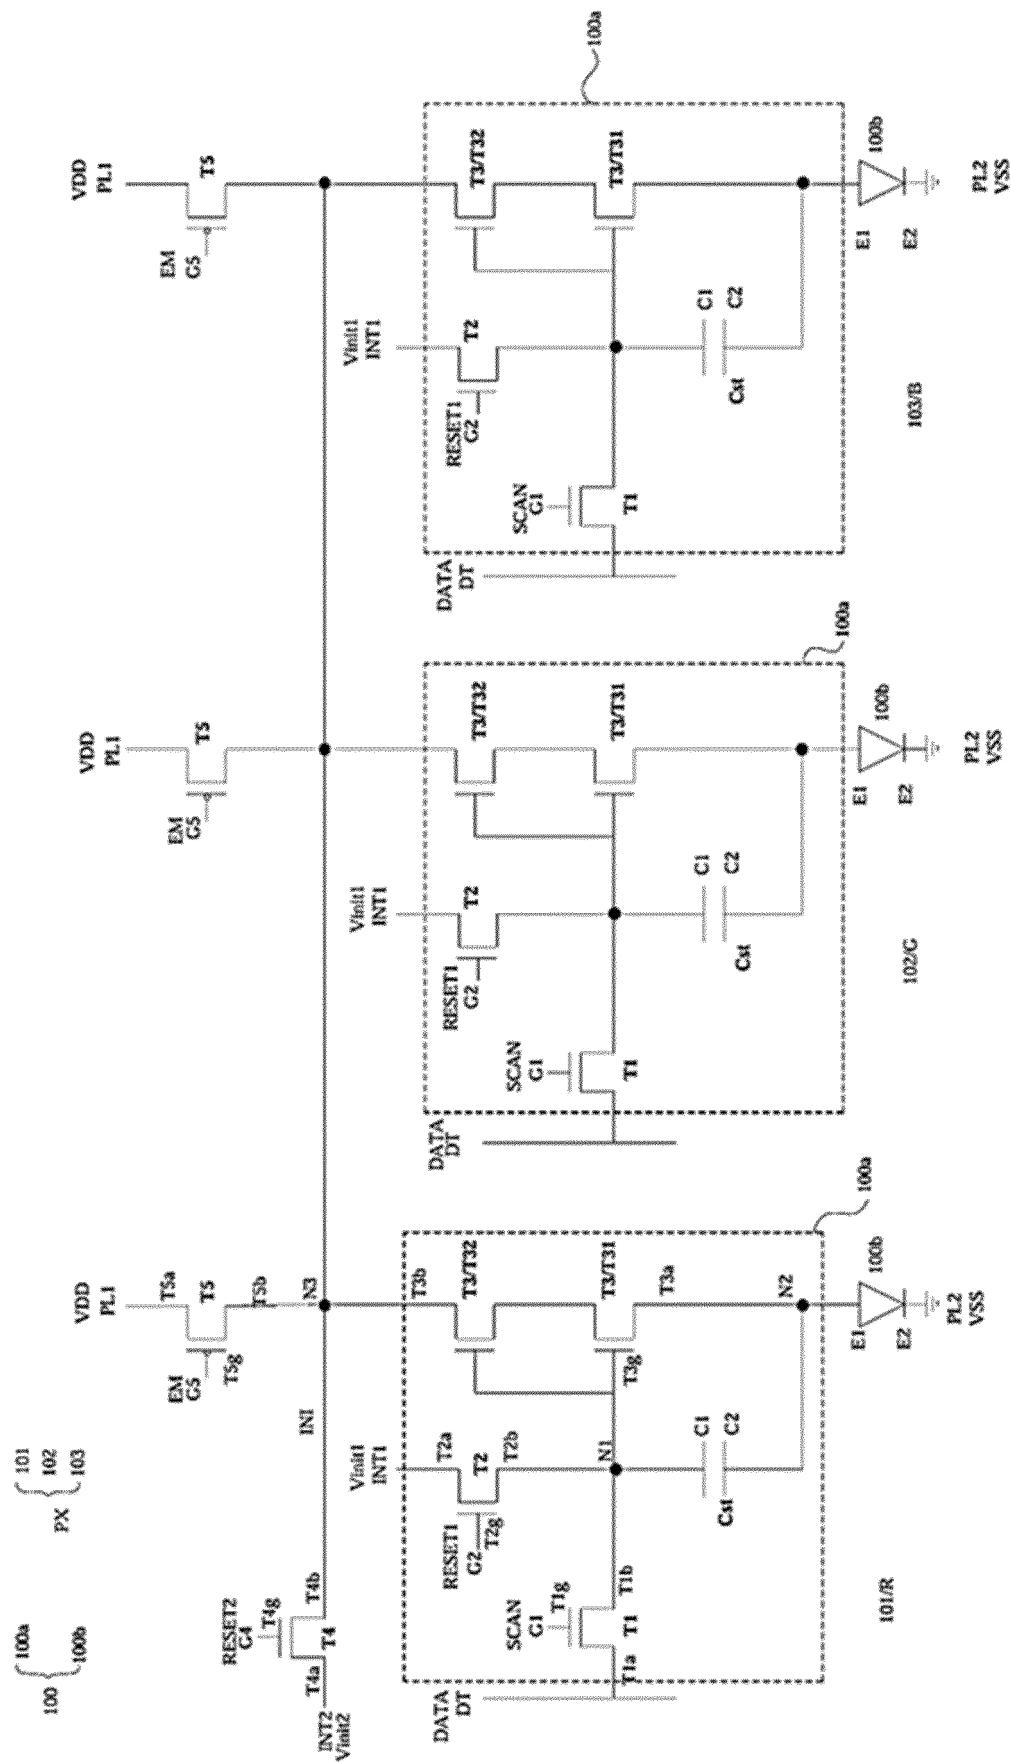 100
100a
100b
PX
101
102
103
INT2
Vinit2
T4a
T4
T4b
RESET2
G4
T4g
IN1
N3
VDD
PL1
T5a
T5
T5b
EM
G5
T5g
DATA
DT
T1a
T1
T1b
SCAN
G1
T1g
Vinit1
INT1
T2a
T2
T2b
RESET1
G2
T2g
N1
T3b
T3/T32
T3/T31
T3g
T3a
C1
C2
Cst
N2
100a
100b
E1
E2
PL2
VSS
101/R
VDD
PL1
T5
EM
G5
DATA
DT
SCAN
G1
T1
Vinit1
INT1
T2
RESET1
G2
T3/T32
T3/T31
C1
C2
Cst
100a
100b
E1
E2
PL2
VSS
102/G
VDD
PL1
T5
EM
G5
DATA
DT
SCAN
G1
T1
Vinit1
INT1
T2
RESET1
G2
T3/T32
T3/T31
C1
C2
Cst
100a
100b
E1
E2
PL2
VSS
103/B